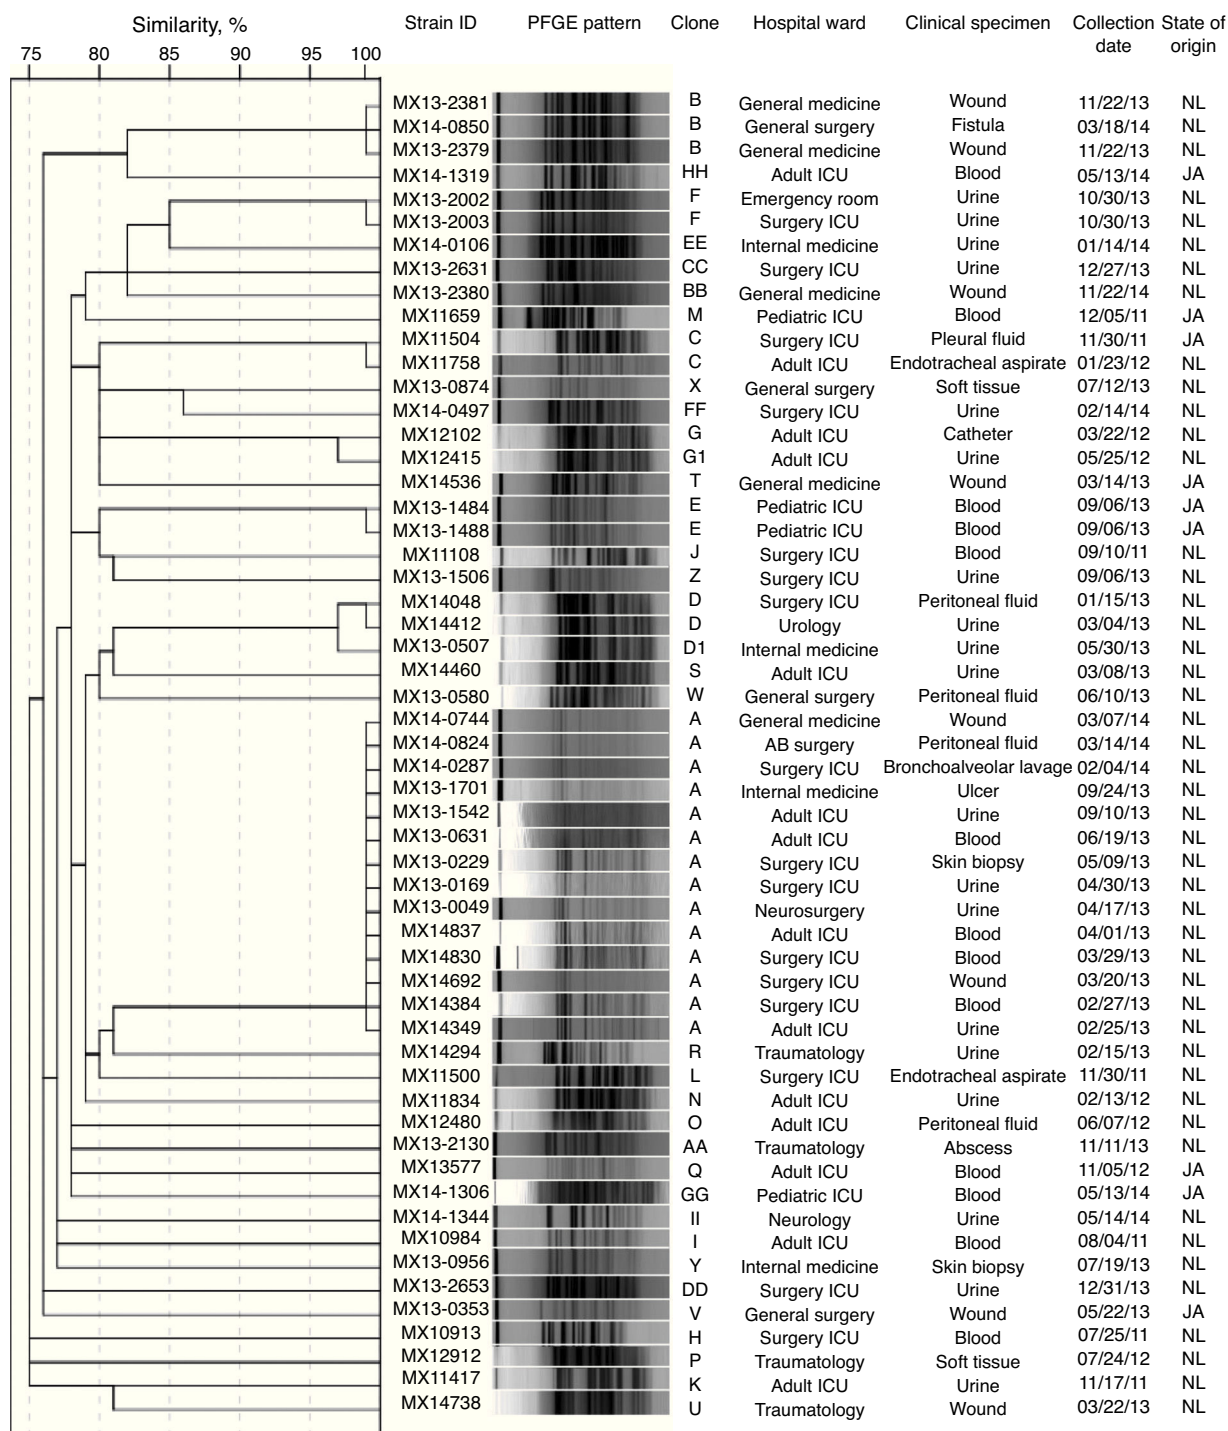 Similarity, % Strain ID PFGE pattern Clone Hospital ward Clinical specimen Collection date State of origin
75 80 85 90 95 100
MX13-2381 B General medicine Wound 11/22/13 NL
MX14-0850 B General surgery Fistula 03/18/14 NL
MX13-2379 B General medicine Wound 11/22/13 NL
MX14-1319 HH Adult ICU Blood 05/13/14 JA
MX13-2002 F Emergency room Urine 10/30/13 NL
MX13-2003 F Surgery ICU Urine 10/30/13 NL
MX14-0106 EE Internal medicine Urine 01/14/14 NL
MX13-2631 CC Surgery ICU Urine 12/27/13 NL
MX13-2380 BB General medicine Wound 11/22/14 NL
MX11659 M Pediatric ICU Blood 12/05/11 JA
MX11504 C Surgery ICU Pleural fluid 11/30/11 JA
MX11758 C Adult ICU Endotracheal aspirate 01/23/12 NL
MX13-0874 X General surgery Soft tissue 07/12/13 NL
MX14-0497 FF Surgery ICU Urine 02/14/14 NL
MX12102 G Adult ICU Catheter 03/22/12 NL
MX12415 G1 Adult ICU Urine 05/25/12 NL
MX14536 T General medicine Wound 03/14/13 JA
MX13-1484 E Pediatric ICU Blood 09/06/13 JA
MX13-1488 E Pediatric ICU Blood 09/06/13 JA
MX11108 J Surgery ICU Blood 09/10/11 NL
MX13-1506 Z Surgery ICU Urine 09/06/13 NL
MX14048 D Surgery ICU Peritoneal fluid 01/15/13 NL
MX14412 D Urology Urine 03/04/13 NL
MX13-0507 D1 Internal medicine Urine 05/30/13 NL
MX14460 S Adult ICU Urine 03/08/13 NL
MX13-0580 W General surgery Peritoneal fluid 06/10/13 NL
MX14-0744 A General medicine Wound 03/07/14 NL
MX14-0824 A AB surgery Peritoneal fluid 03/14/14 NL
MX14-0287 A Surgery ICU Bronchoalveolar lavage 02/04/14 NL
MX13-1701 A Internal medicine Ulcer 09/24/13 NL
MX13-1542 A Adult ICU Urine 09/10/13 NL
MX13-0631 A Adult ICU Blood 06/19/13 NL
MX13-0229 A Surgery ICU Skin biopsy 05/09/13 NL
MX13-0169 A Surgery ICU Urine 04/30/13 NL
MX13-0049 A Neurosurgery Urine 04/17/13 NL
MX14837 A Adult ICU Blood 04/01/13 NL
MX14830 A Surgery ICU Blood 03/29/13 NL
MX14692 A Surgery ICU Wound 03/20/13 NL
MX14384 A Surgery ICU Blood 02/27/13 NL
MX14349 A Adult ICU Urine 02/25/13 NL
MX14294 R Traumatology Urine 02/15/13 NL
MX11500 L Surgery ICU Endotracheal aspirate 11/30/11 NL
MX11834 N Adult ICU Urine 02/13/12 NL
MX12480 O Adult ICU Peritoneal fluid 06/07/12 NL
MX13-2130 AA Traumatology Abscess 11/11/13 NL
MX13577 Q Adult ICU Blood 11/05/12 JA
MX14-1306 GG Pediatric ICU Blood 05/13/14 JA
MX14-1344 II Neurology Urine 05/14/14 NL
MX10984 I Adult ICU Blood 08/04/11 NL
MX13-0956 Y Internal medicine Skin biopsy 07/19/13 NL
MX13-2653 DD Surgery ICU Urine 12/31/13 NL
MX13-0353 V General surgery Wound 05/22/13 JA
MX10913 H Surgery ICU Blood 07/25/11 NL
MX12912 P Traumatology Soft tissue 07/24/12 NL
MX11417 K Adult ICU Urine 11/17/11 NL
MX14738 U Traumatology Wound 03/22/13 NL